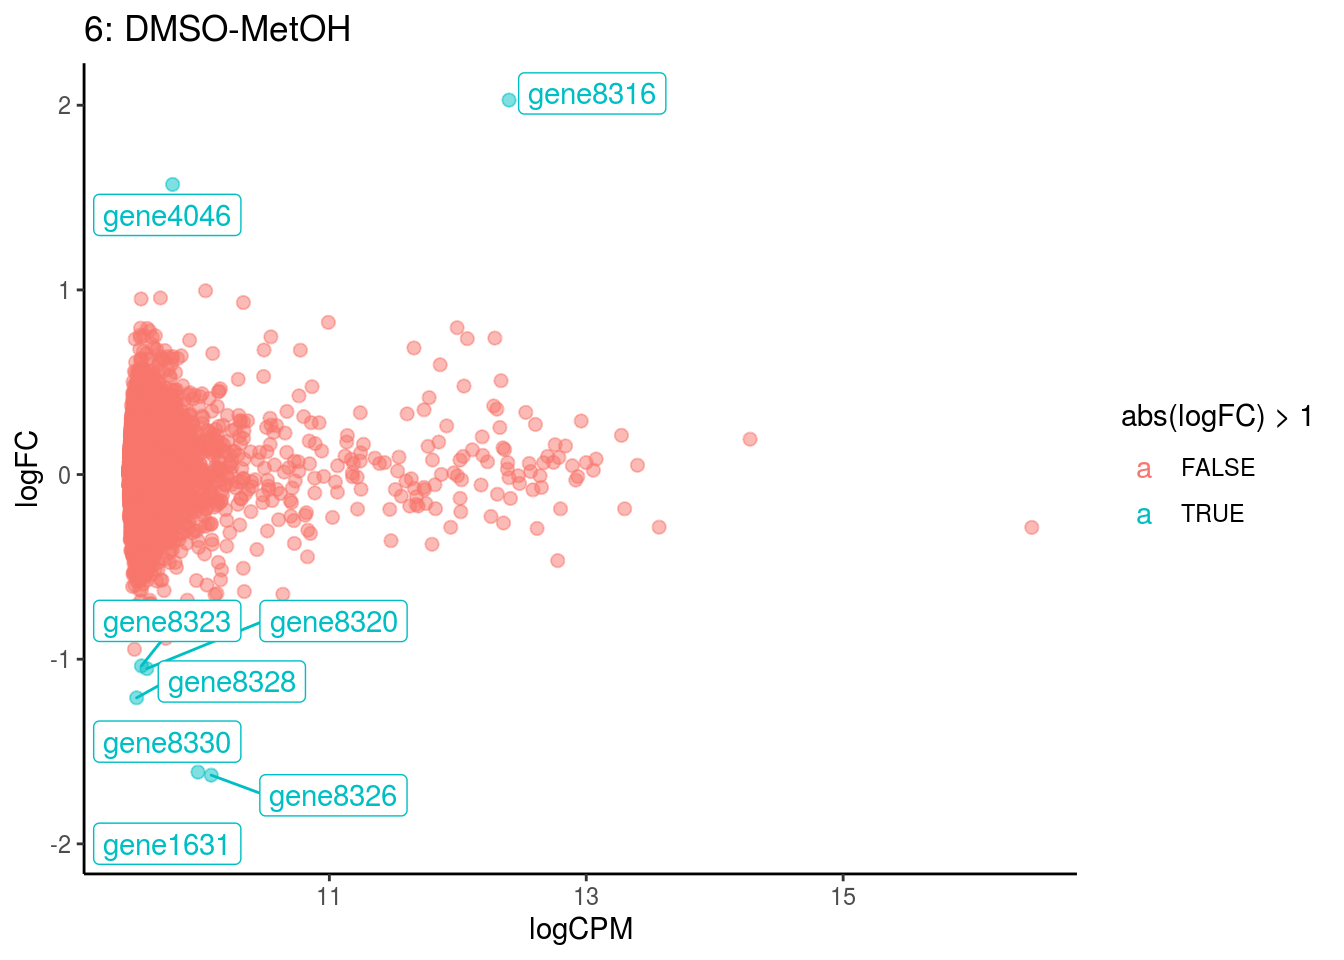 6: DMSO-MetOH
2
gene8316
gene4046
1
logFC
0
abs(logFC) > 1
a FALSE
a TRUE
gene8323
gene8320
-1
gene8328
gene8330
gene8326
-2
gene1631
11
13
15
logCPM